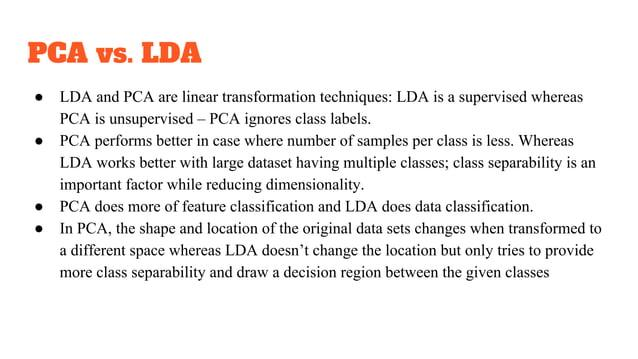 PCA vs. LDA
● LDA and PCA are linear transformation techniques: LDA is a supervised whereas
PCA is unsupervised – PCA ignores class labels.
● PCA performs better in case where number of samples per class is less. Whereas
LDA works better with large dataset having multiple classes; class separability is an
important factor while reducing dimensionality.
● PCA does more of feature classification and LDA does data classification.
● In PCA, the shape and location of the original data sets changes when transformed to
a different space whereas LDA doesn’t change the location but only tries to provide
more class separability and draw a decision region between the given classes